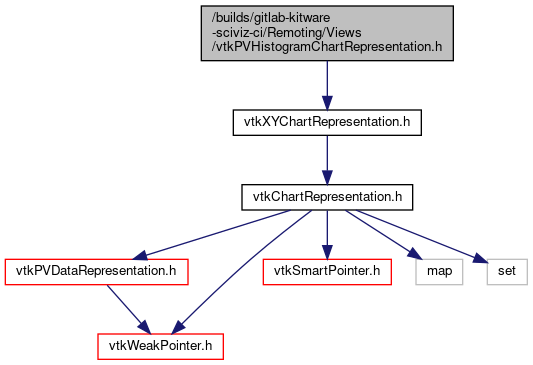 /builds/gitlab-kitware
-sciviz-ci/Remoting/Views
/vtkPVHistogramChartRepresentation.h
vtkXYChartRepresentation.h
vtkChartRepresentation.h
vtkPVDataRepresentation.h
vtkSmartPointer.h
map
set
vtkWeakPointer.h